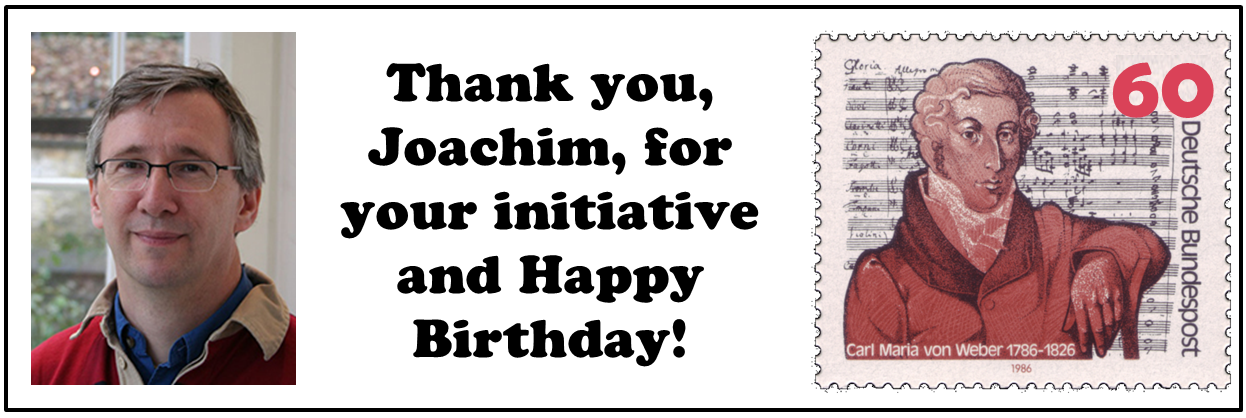 Thank you,
Joachim, for
your initiative
and Happy
Birthday!
Gloria
Allegro
60
Deutsche Bundespost
Carl Maria von Weber 1786-1826
1986